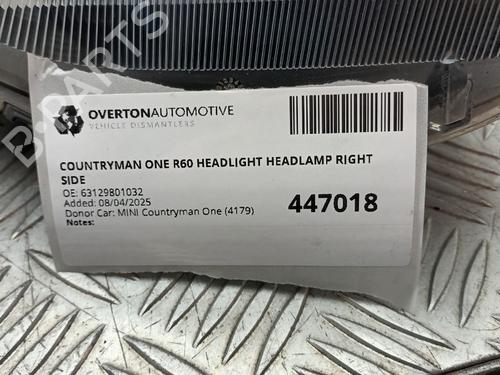 B-PARTS
OVERTONAUTOMOTIVE
VEHICLE DISMANTLERS
COUNTRYMAN ONE R60 HEADLIGHT HEADLAMP RIGHT
SIDE
OE: 63129801032
Added: 08/04/2025
Donor Car: MINI Countryman One (4179)
Notes:
447018